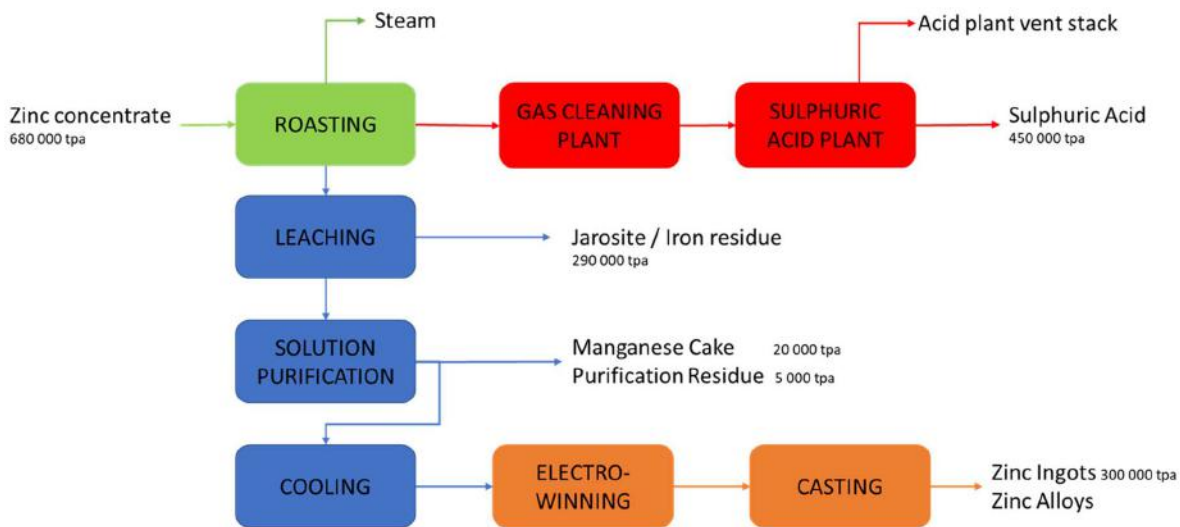 Steam
Acid plant vent stack
Zinc concentrate
680 000 tpa
ROASTING
GAS CLEANING
PLANT
SULPHURIC
ACID PLANT
Sulphuric Acid
450 000 tpa
LEACHING
Jarosite / Iron residue
290 000 tpa
SOLUTION
PURIFICATION
Manganese Cake 20 000 tpa
Purification Residue 5 000 tpa
COOLING
ELECTRO-
WINNING
CASTING
Zinc Ingots 300 000 tpa
Zinc Alloys